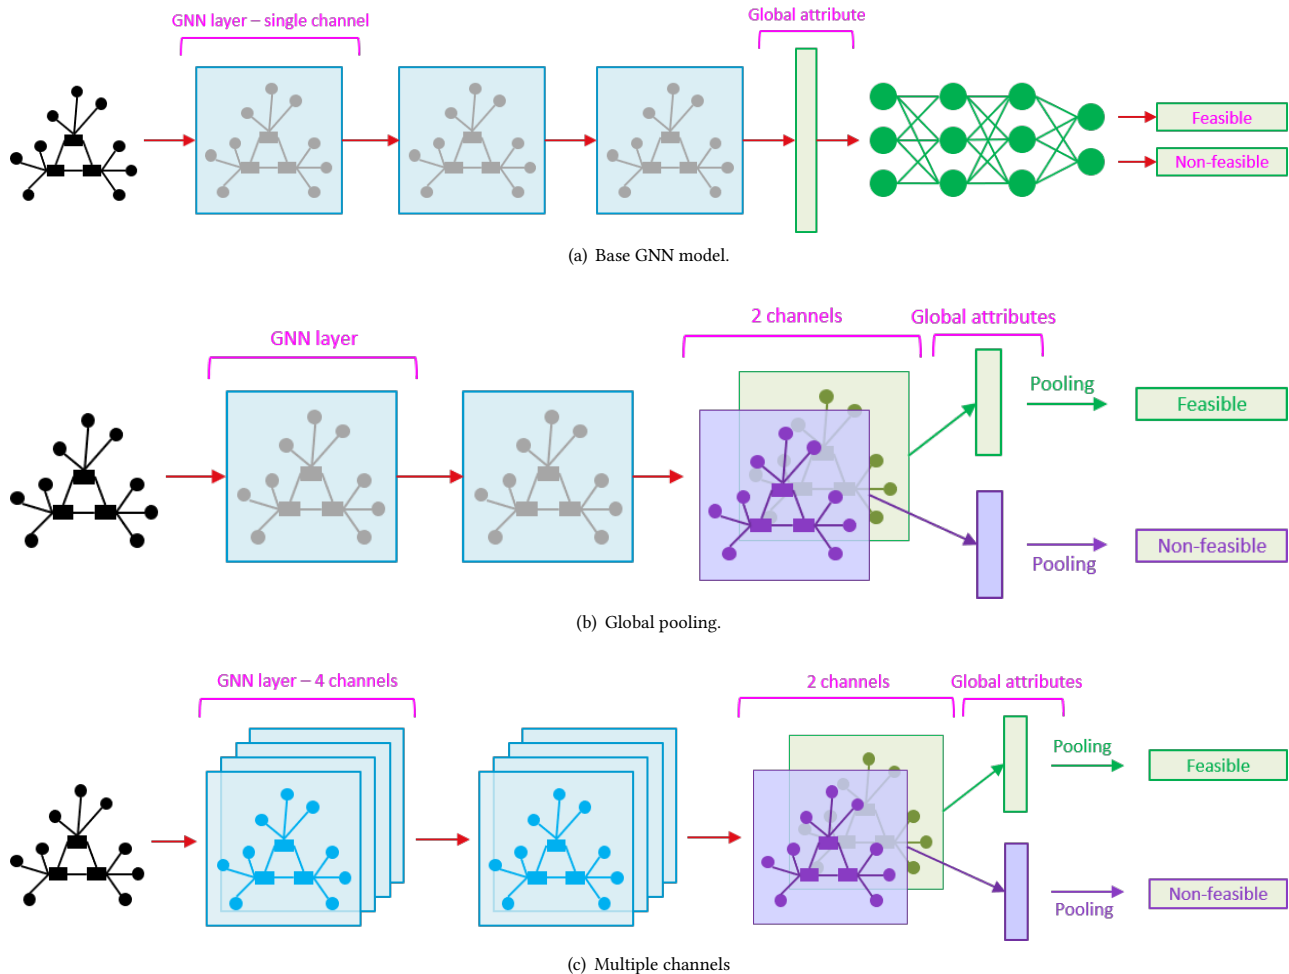 GNN layer – single channel
Global attribute
Feasible
Non-feasible
(a) Base GNN model.
GNN layer
2 channels
Global attributes
Pooling
Feasible
Non-feasible
Pooling
(b) Global pooling.
GNN layer – 4 channels
2 channels
Global attributes
Pooling
Feasible
Non-feasible
Pooling
(c) Multiple channels